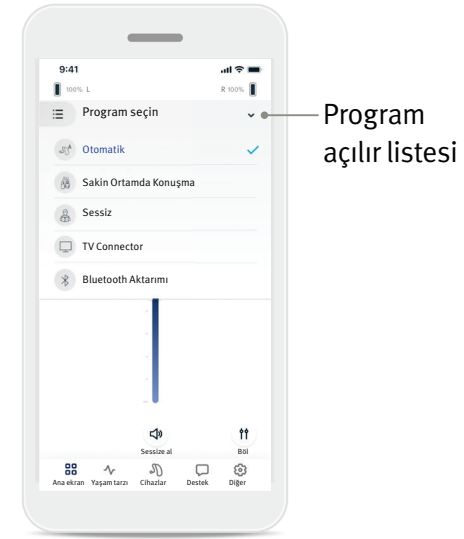 9:41
100% L
R 100%
Program seçin
Program
açılır listesi
Otomatik
Sakin Ortamda Konuşma
Sessiz
TV Connector
Bluetooth Aktarımı
Sessize al
Böl
Ana ekran Yaşam tarzı Cihazlar Destek Diğer